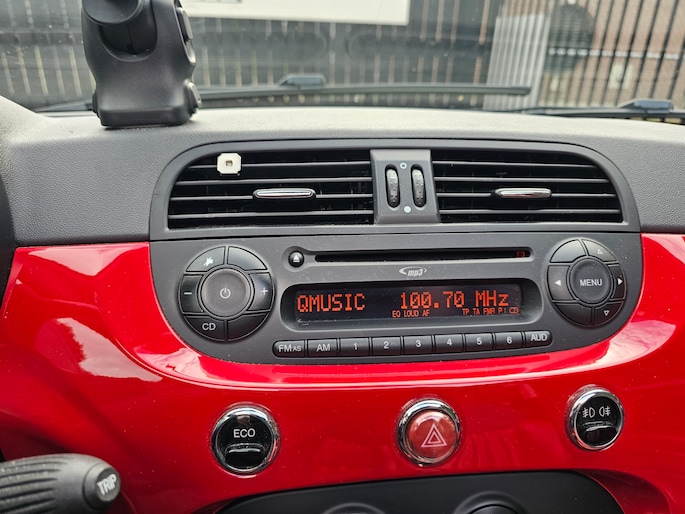 mp3
QMUSIC 100.70 MHz
EQ LOUD AF TP TA FMR P1
MENU
CD
FM AS AM 1 2 3 4 5 6 AUD
ECO
TRIP